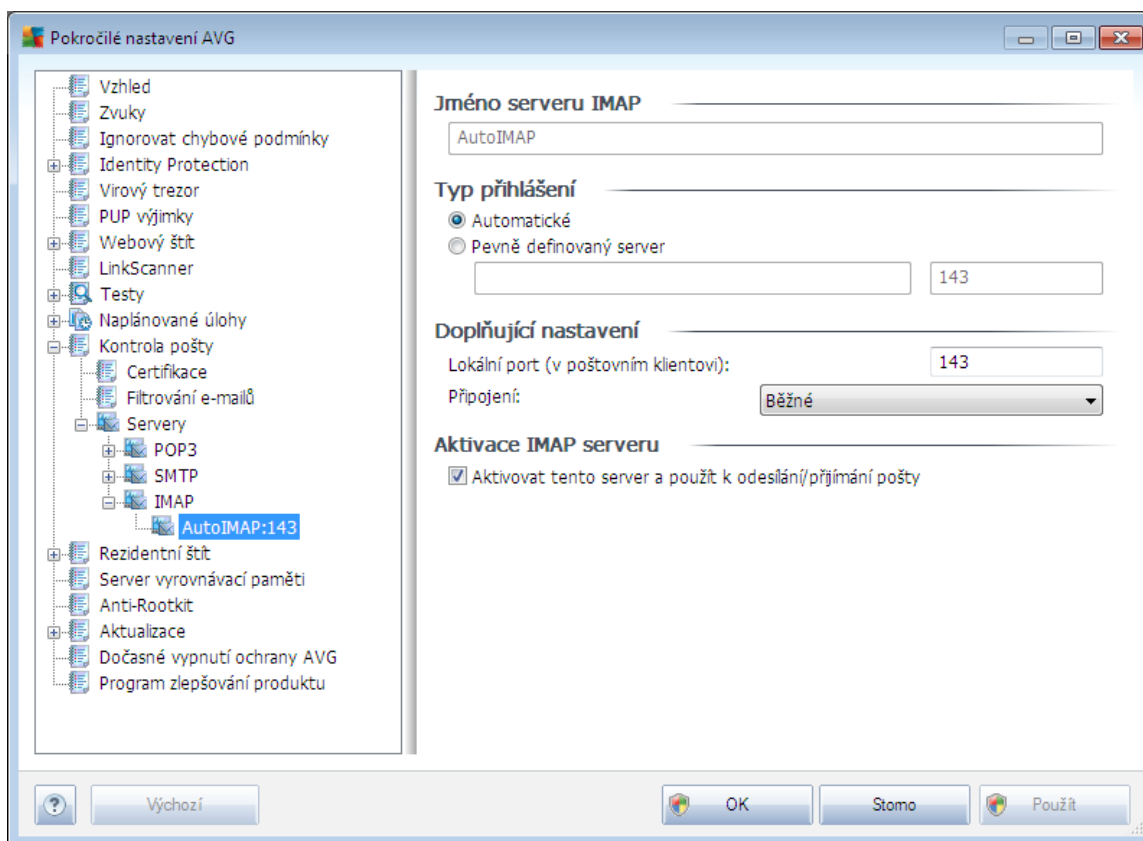 Pokročilé nastavení AVG
Vzhled
Zvuky
Ignorovat chybové podmínky
Identity Protection
Virový trezor
PUP výjimky
Webový štít
LinkScanner
Testy
Naplánované úlohy
Kontrola pošty
Certifikace
Filtrování e-mailů
Servery
POP3
SMTP
IMAP
AutoIMAP:143
Rezidentní štít
Server vyrovnávací paměti
Anti-Rootkit
Aktualizace
Dočasné vypnutí ochrany AVG
Program zlepšování produktu
Jméno serveru IMAP
AutoIMAP
Typ přihlášení
Automatické
Pevně definovaný server
143
Doplňující nastavení
Lokální port (v poštovním klientovi): 143
Připojení: Běžné
Aktivace IMAP serveru
Aktivovat tento server a použít k odesílání/přijímání pošty
? Výchozí OK Stomo Použít